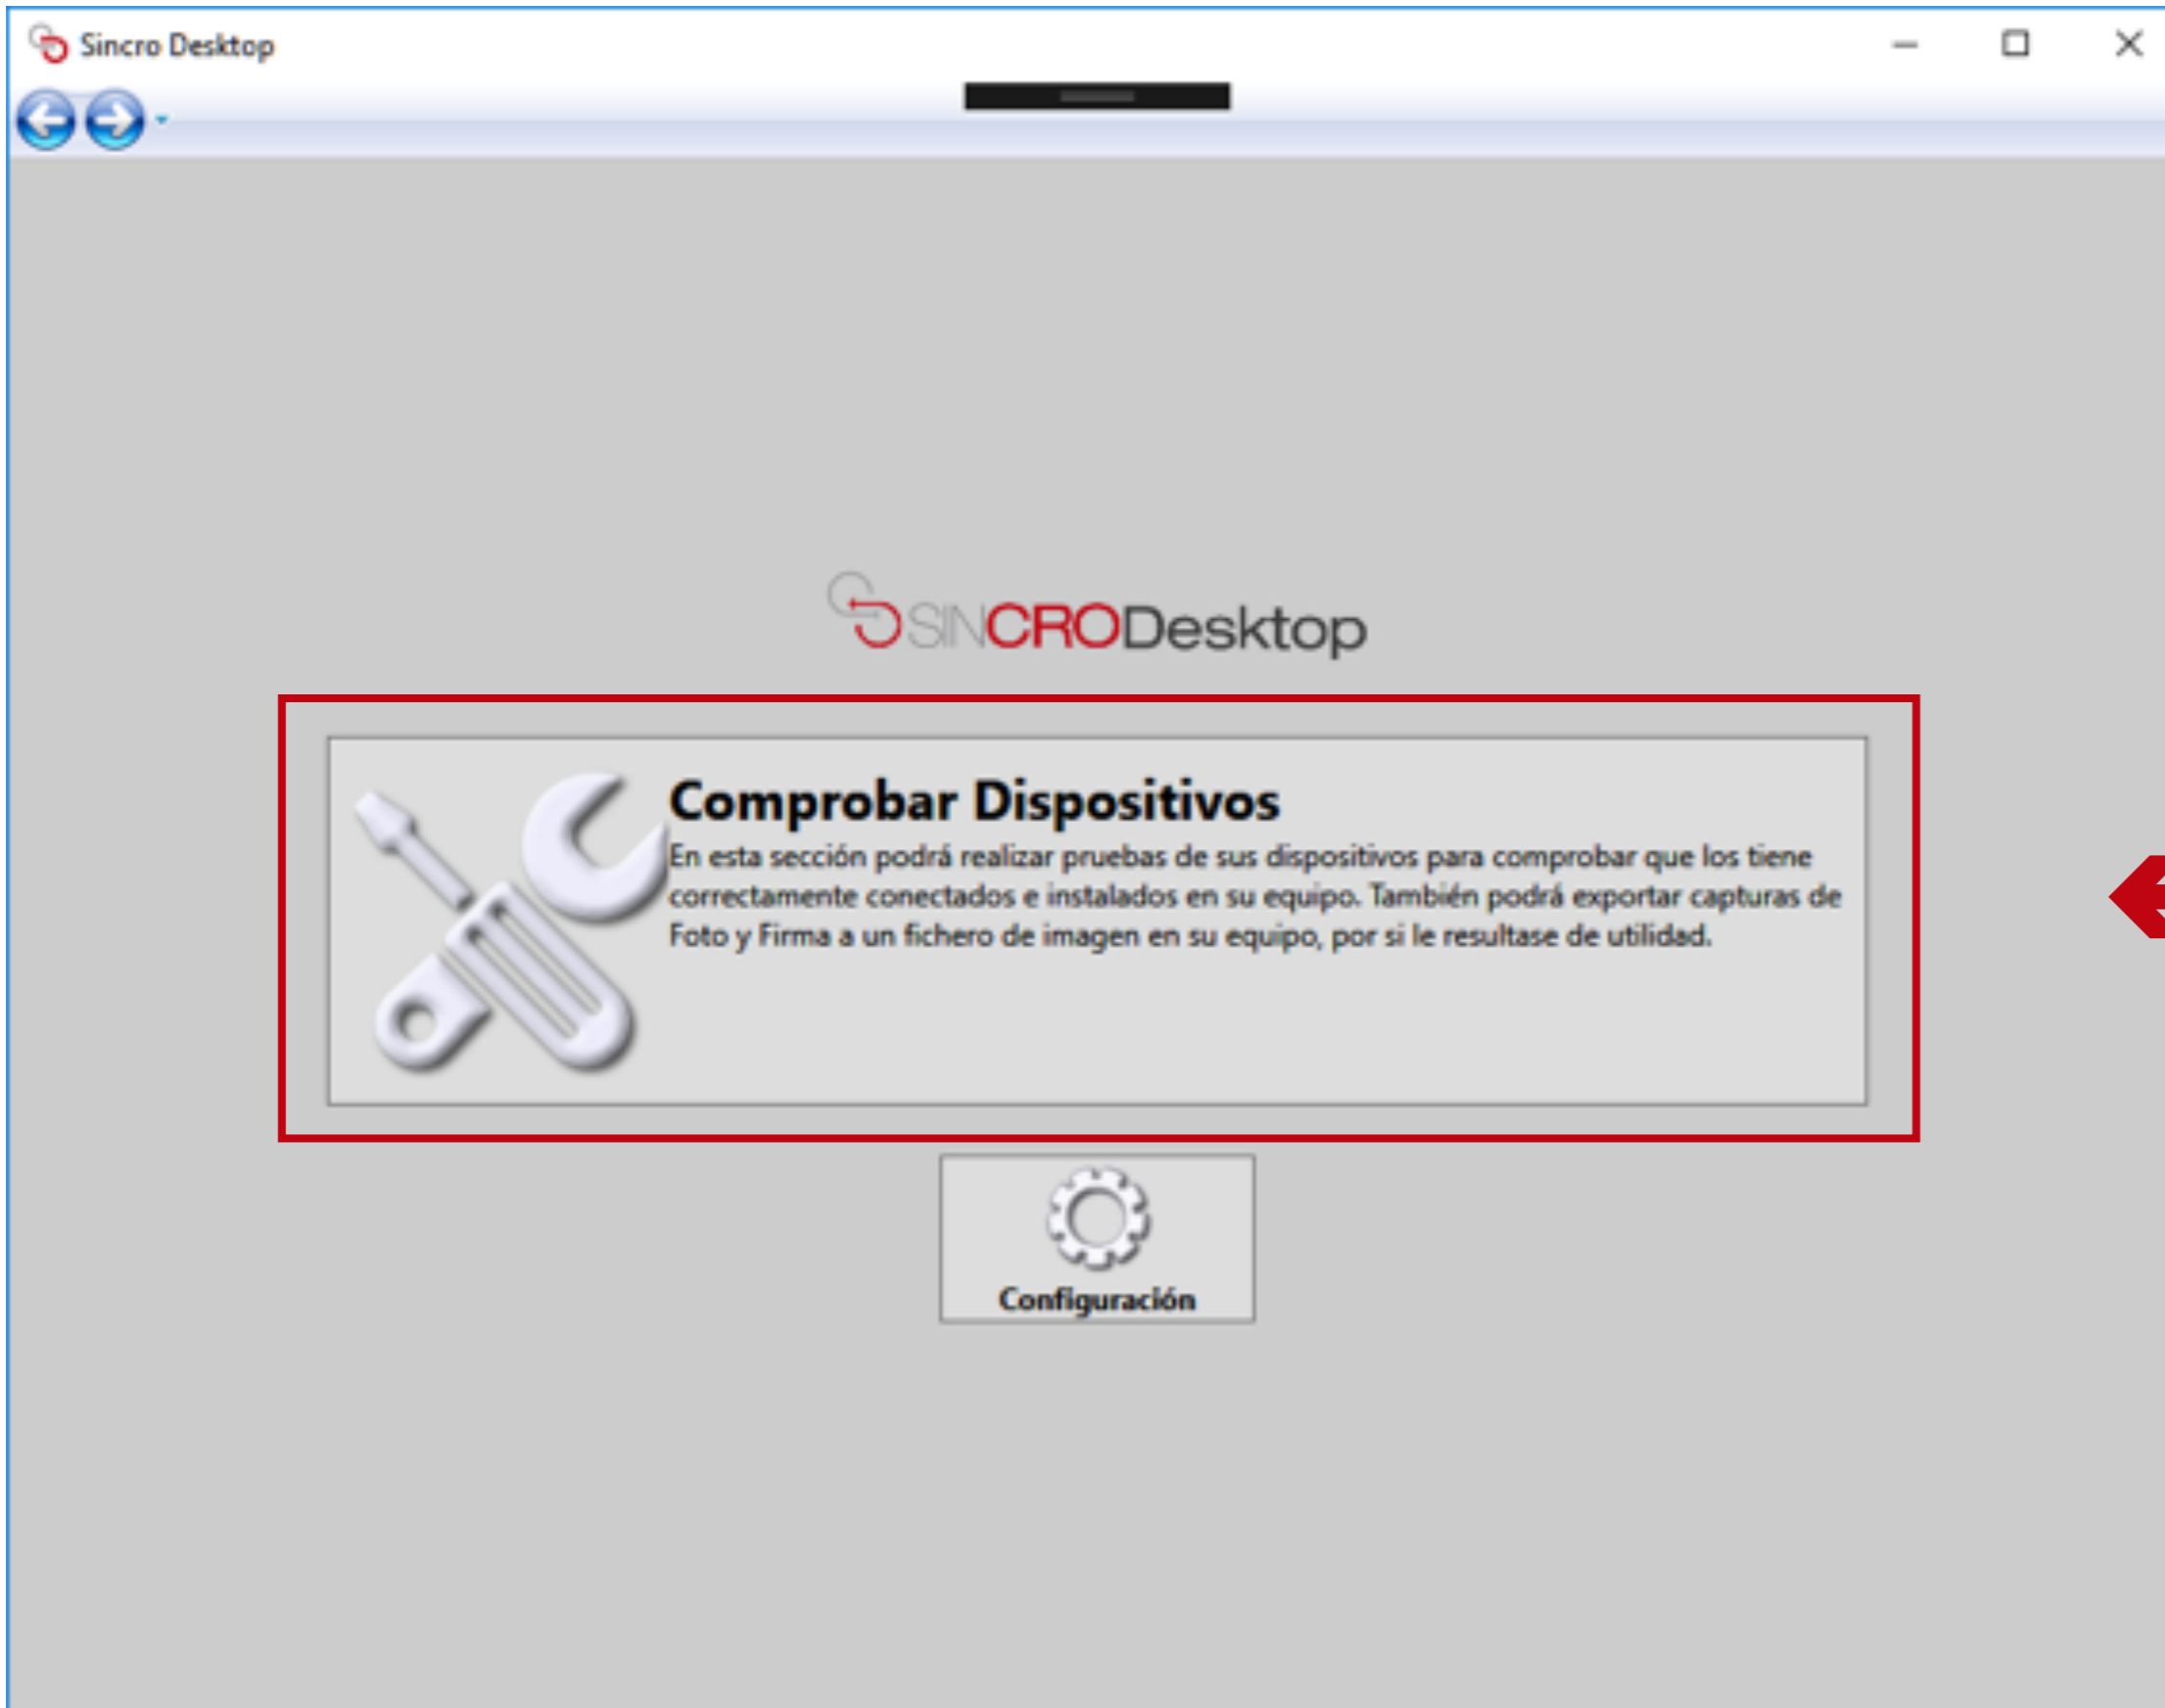 Sincro Desktop
SINCRODesktop
Comprobar Dispositivos
En esta sección podrá realizar pruebas de sus dispositivos para comprobar que los tiene
correctamente conectados e instalados en su equipo. También podrá exportar capturas de
Foto y Firma a un fichero de imagen en su equipo, por si le resultase de utilidad.
Configuración